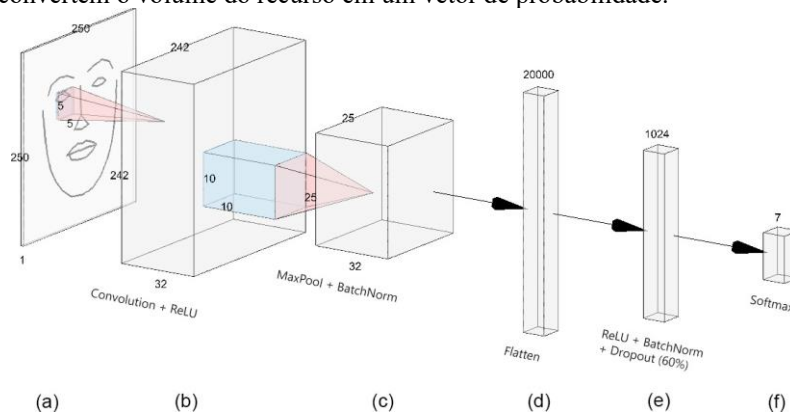 convertem o volume do recurso em um vetor de probabilidade.
250
5
5
250
1
242
242
32
Convolution + ReLU
10
10
25
25
32
MaxPool + BatchNorm
20000
Flatten
1024
ReLU + BatchNorm
+ Dropout (60%)
7
Softmax
(a)
(b)
(c)
(d)
(e)
(f)